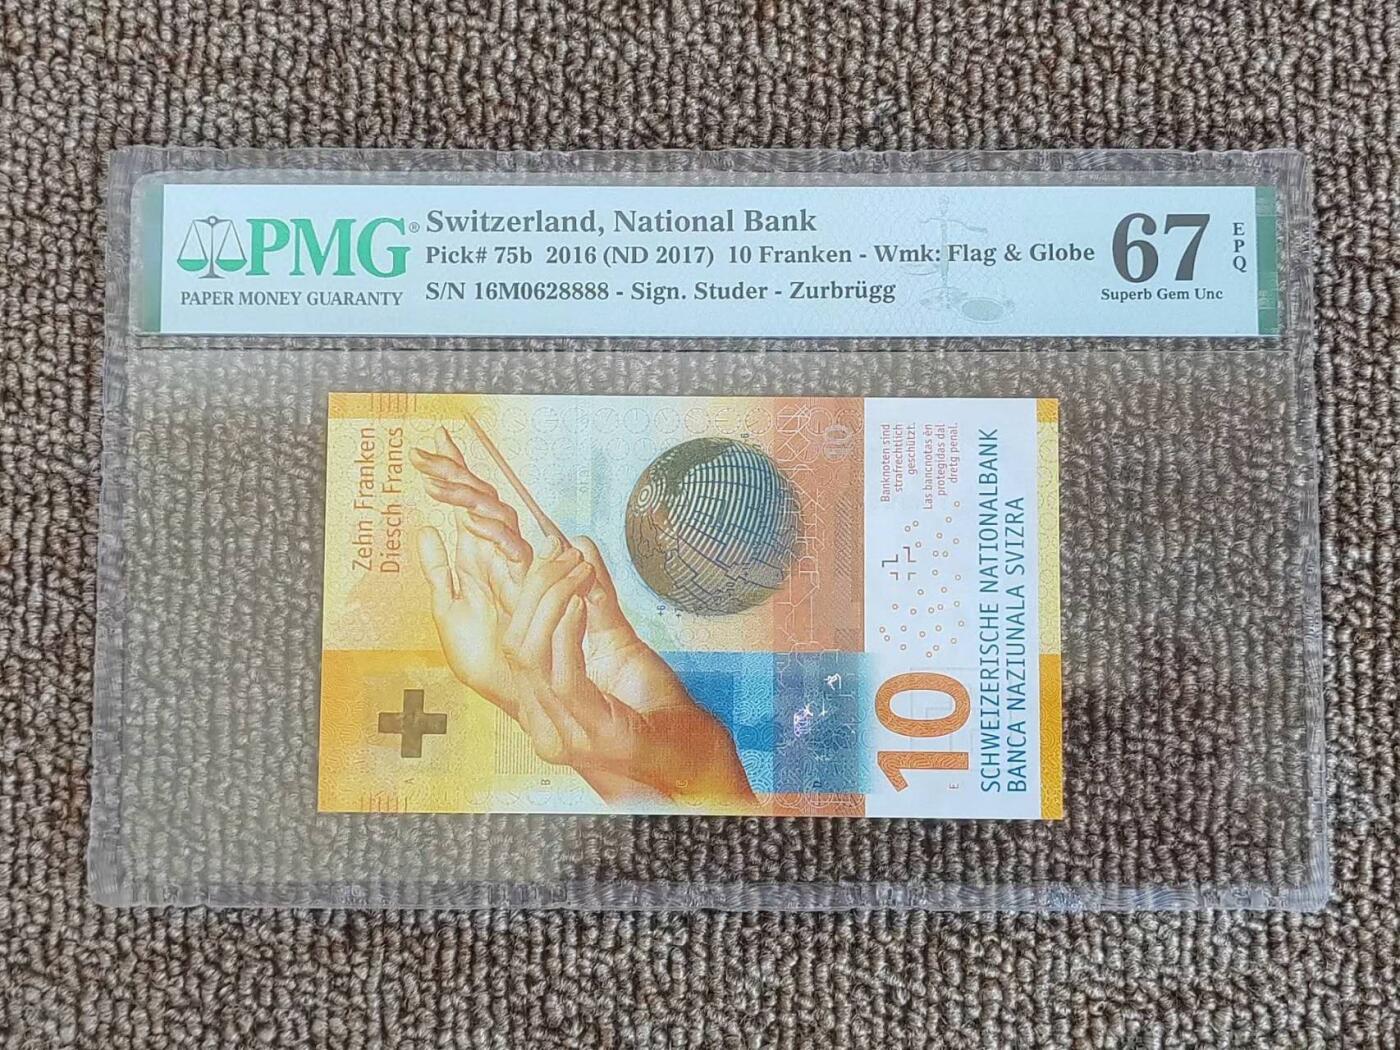 PMG®
PAPER MONEY GUARANTY
Switzerland, National Bank
Pick# 75b 2016 (ND 2017) 10 Franken - Wmk: Flag & Globe
S/N 16M0628888 - Sign. Studer - Zurbrügg
67
EPQ
Superb Gem Unc
Zehn Franken
Diesch Francs
10
Banknoten sind
strafrechtlich
geschützt.
Las bancnotas èn
protegidas dal
dretg penal.
10
SCHWEIZERISCHE NATIONALBANK
BANCA NAZIUNALA SVIZRA
A
B
C
D
E